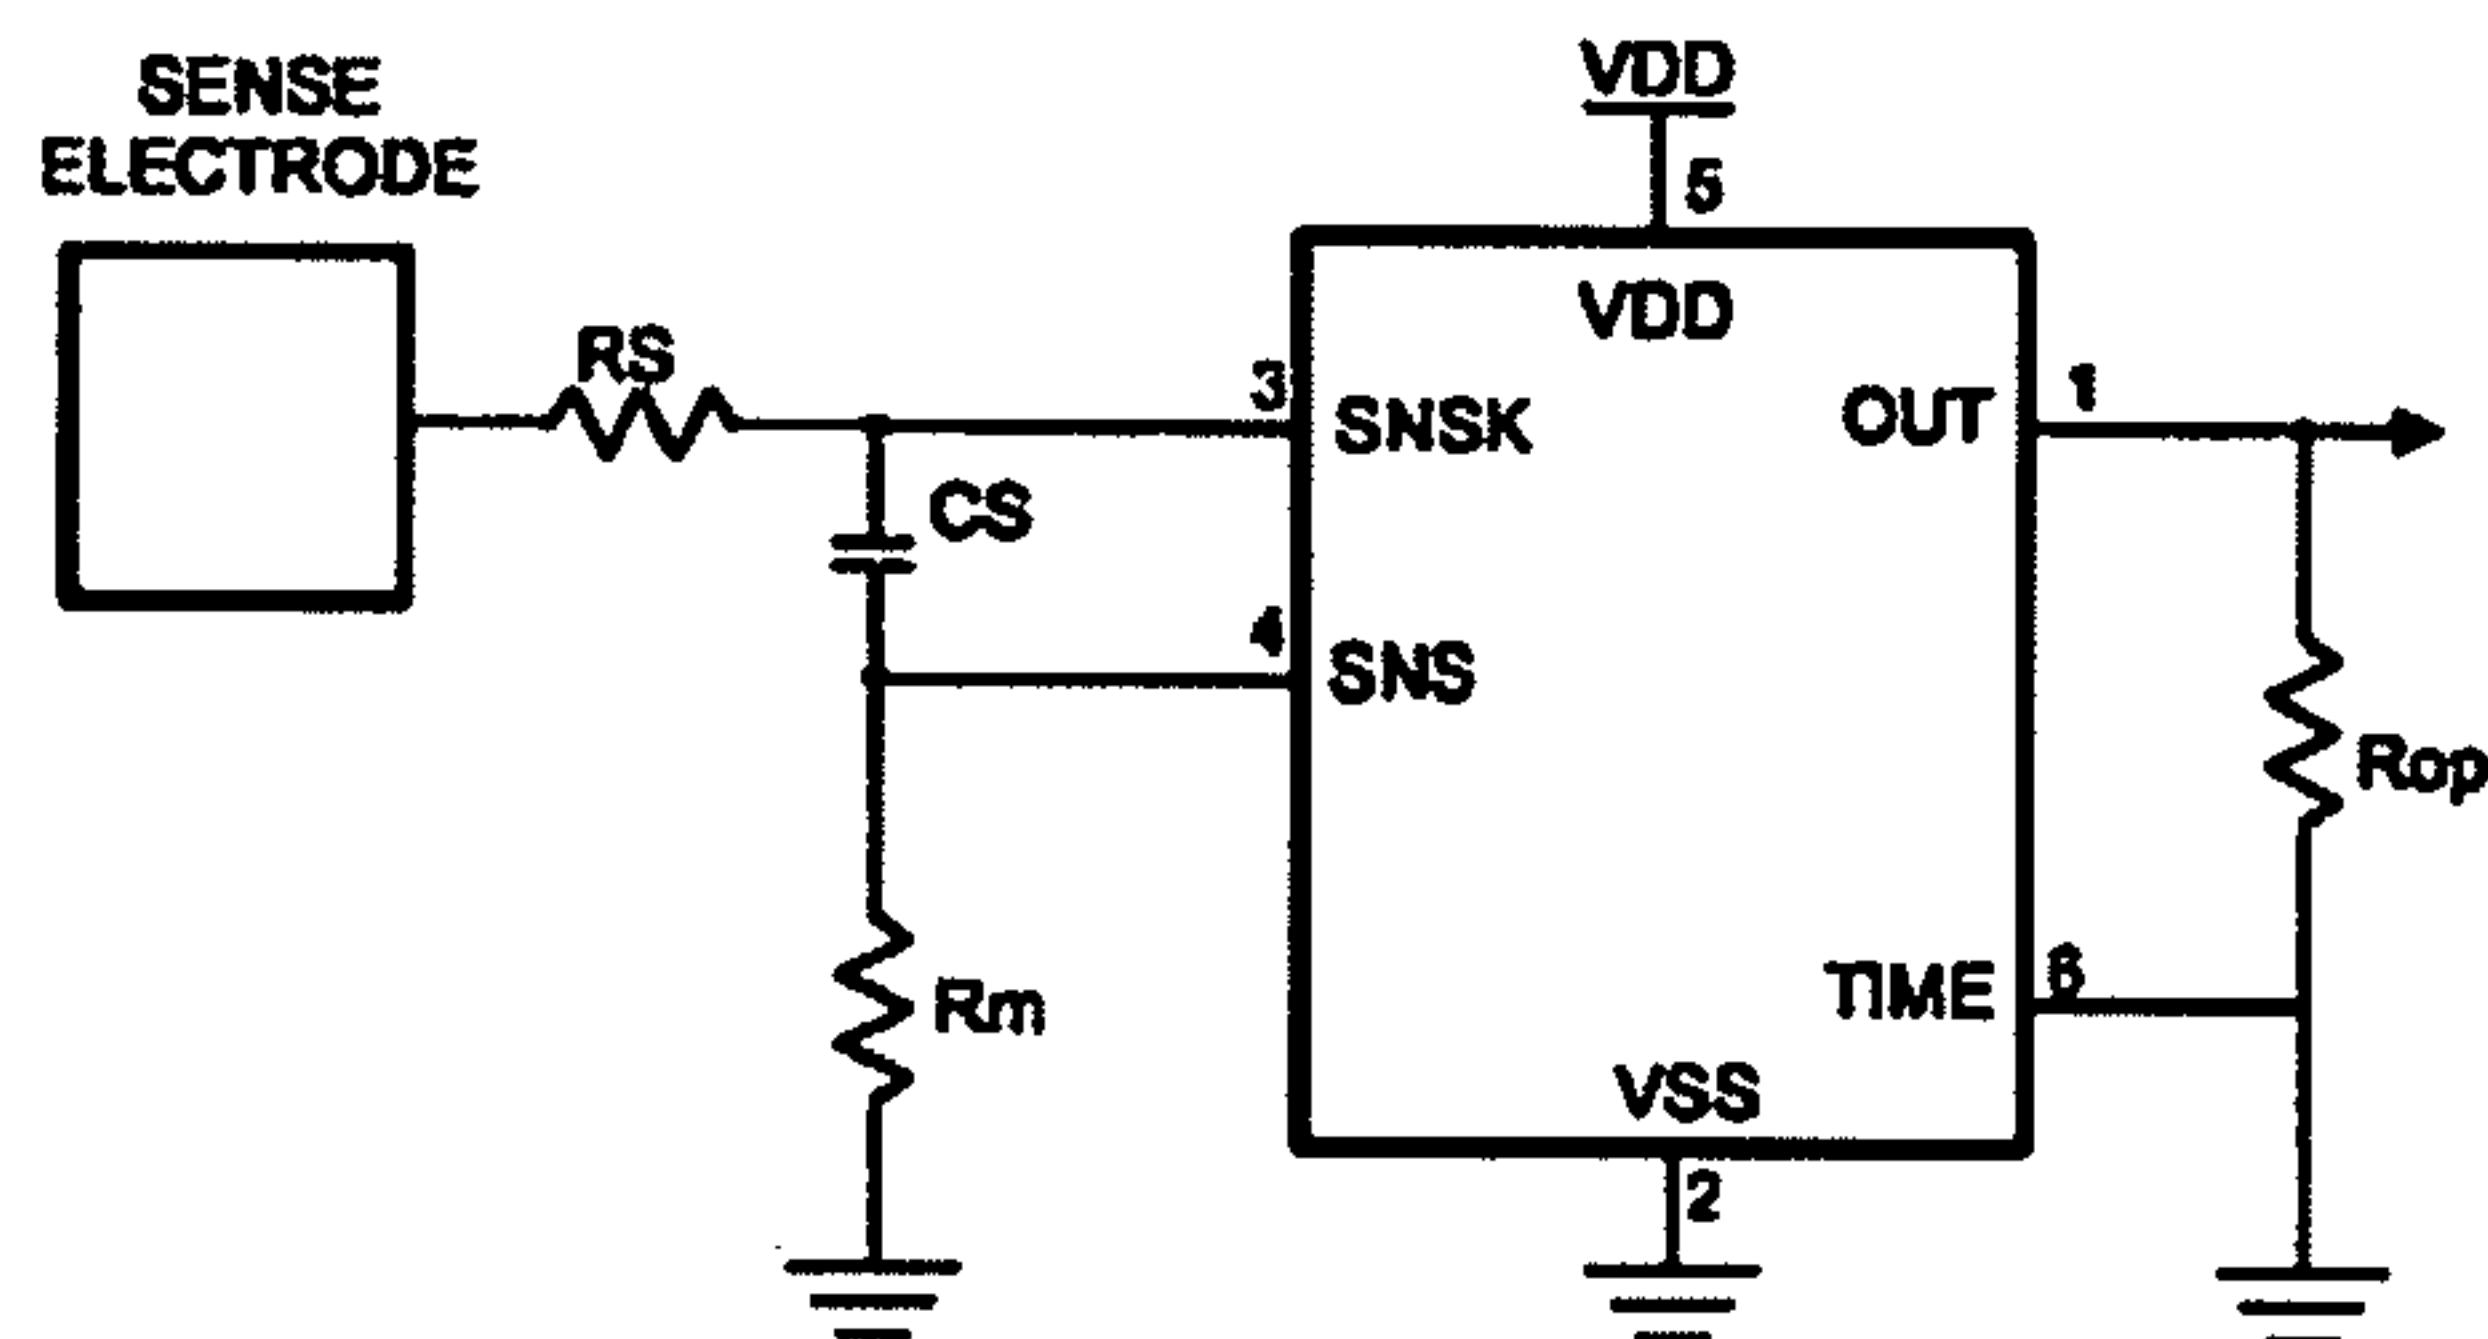 SENSE
ELECTRODE
VDD
5
VDD
RS
3
SNSK
OUT
1
CS
4
SNS
Rop
Rm
TIME
6
VSS
2